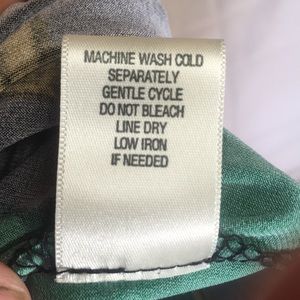 MACHINE WASH COLD
SEPARATELY
GENTLE CYCLE
DO NOT BLEACH
LINE DRY
LOW IRON
IF NEEDED